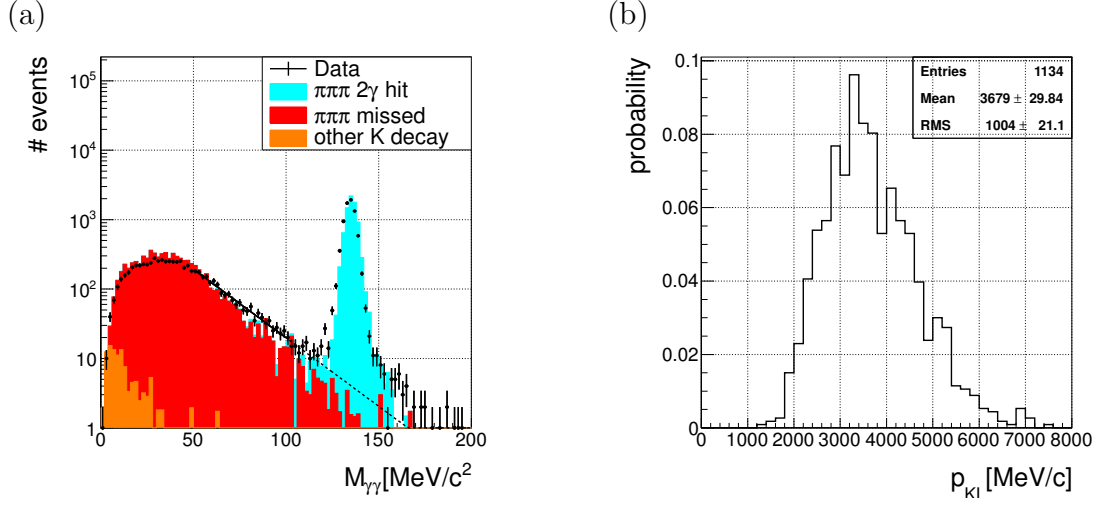 (a)
# events
10^5
10^4
10^3
10^2
10
1
0
50
100
150
200
M_γγ[MeV/c^2
Data
πππ 2γ hit
πππ missed
other K decay
(b)
probability
0.1
0.08
0.06
0.04
0.02
0
0
1000 2000 3000 4000 5000 6000 7000 8000
p_Kl [MeV/c]
Entries 1134
Mean 3679 ± 29.84
RMS 1004 ± 21.1